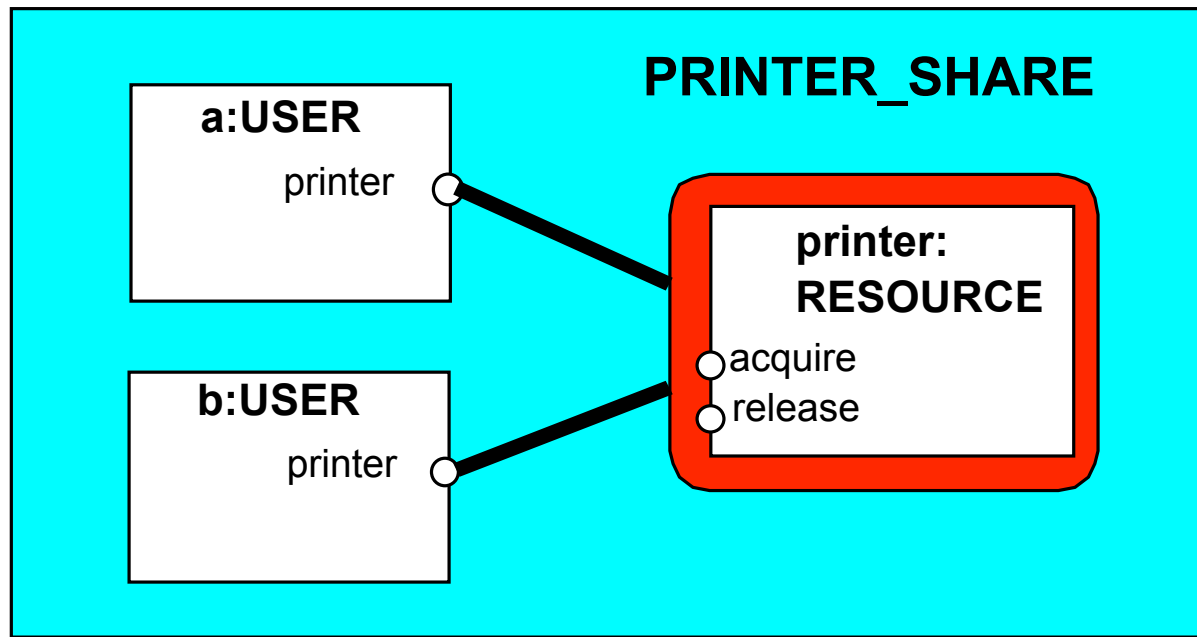 PRINTER_SHARE
a:USER
printer
b:USER
printer
printer:
RESOURCE
acquire
release